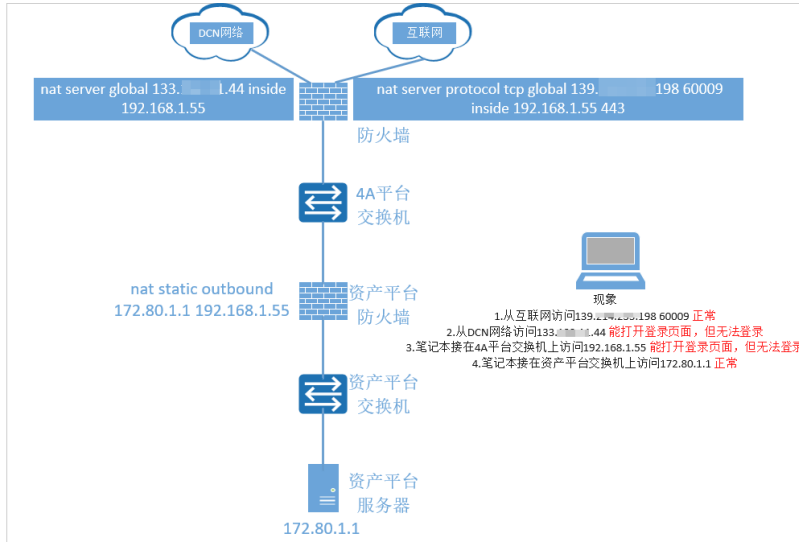 DCN网络
互联网
nat server global 133. 1.44 inside
192.168.1.55
nat server protocol tcp global 139. 198 60009
inside 192.168.1.55 443
防火墙
4A平台
交换机
nat static outbound
172.80.1.1 192.168.1.55
资产平台
防火墙
现象
1.从互联网访问139. 198 60009 正常
2.从DCN网络访问133. .44 能打开登录页面，但无法登录
3.笔记本接在4A平台交换机上访问192.168.1.55 能打开登录页面，但无法登录
4.笔记本接在资产平台交换机上访问172.80.1.1 正常
资产平台
交换机
资产平台
服务器
172.80.1.1